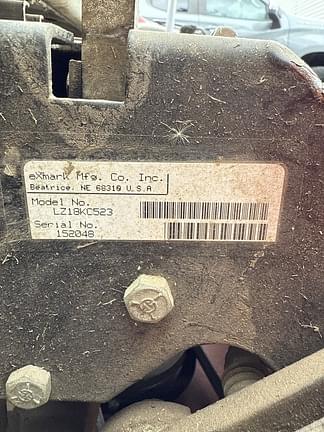 eXmark Mfg. Co. Inc.
Beatrice, NE 68310 U.S.A
Model No.
LZ18KC523
Serial No.
152048